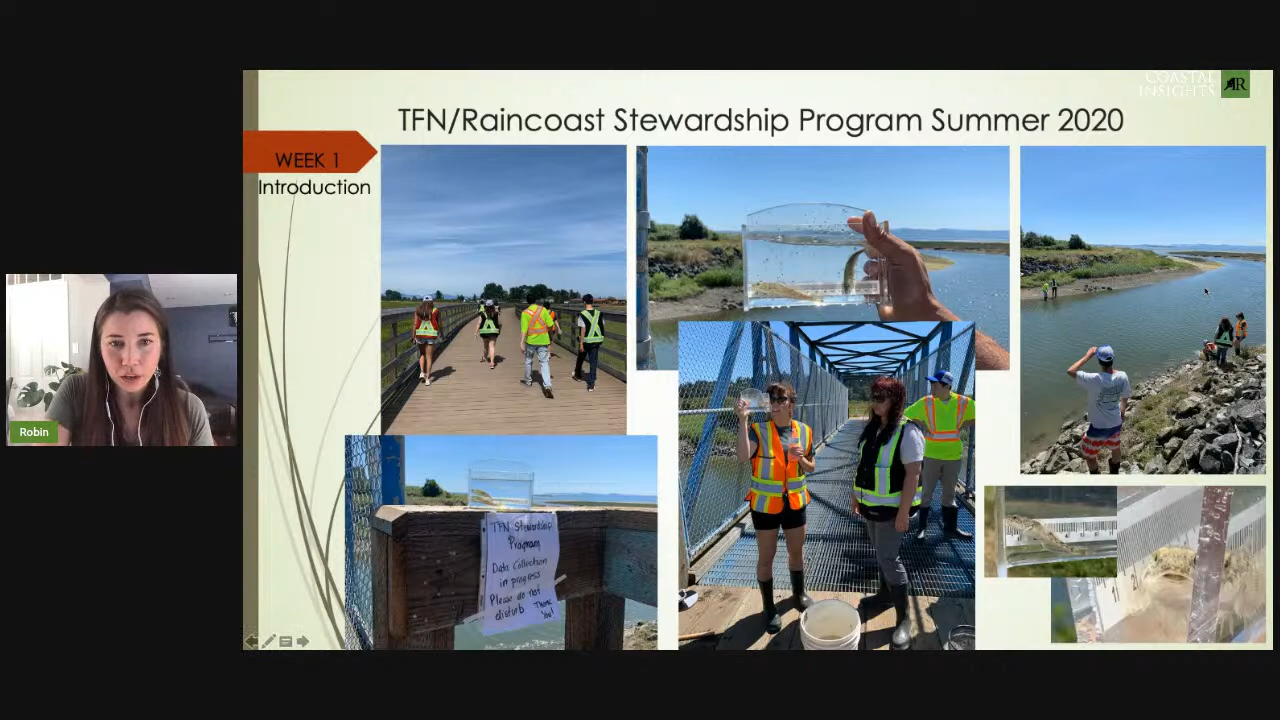 COASTAL
INSIGHTS
TFN/Raincoast Stewardship Program Summer 2020
WEEK 1
Introduction
Robin
TFN Stewardship
Program
Data Collection
in progress
Please do not
disturb Thank
You!